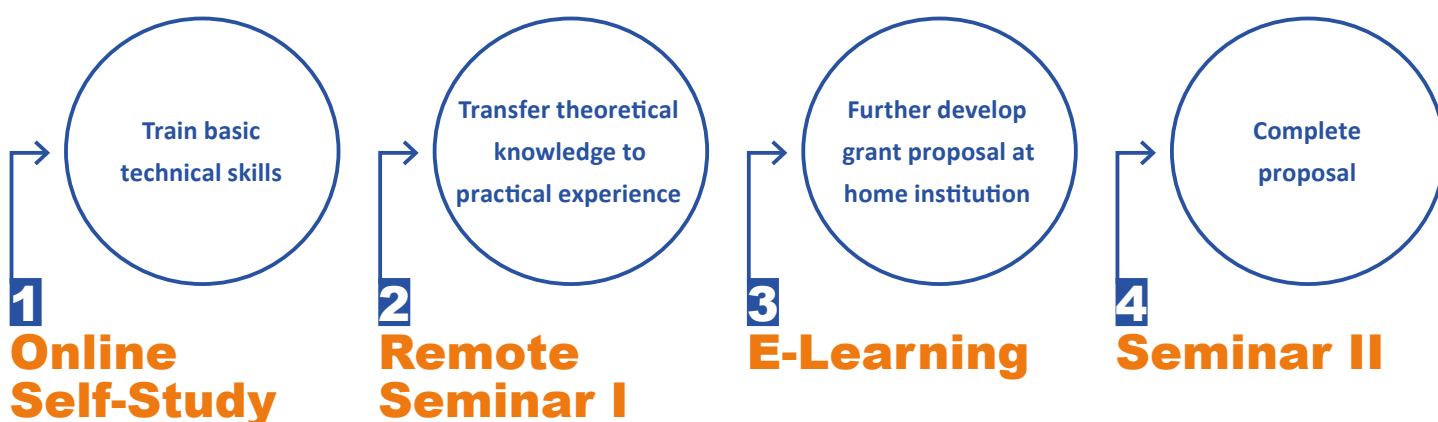 Train basic
technical skills
1
Online
Self-Study
Transfer theoretical
knowledge to
practical experience
2
Remote
Seminar I
Further develop
grant proposal at
home institution
3
E-Learning
Complete
proposal
4
Seminar II